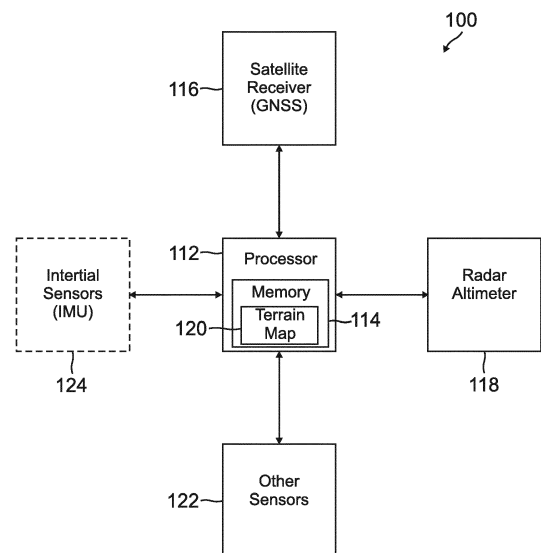 100
Satellite
Receiver
(GNSS)
116
112
Processor
Memory
Terrain
Map
120
114
Intertial
Sensors
(IMU)
124
Radar
Altimeter
118
Other
Sensors
122